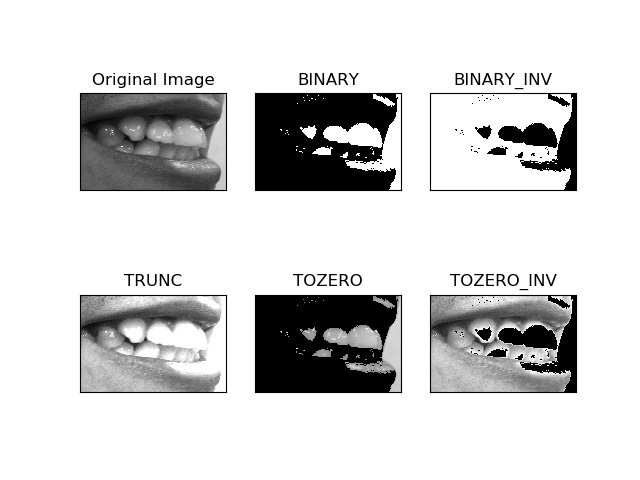 Original Image
BINARY
BINARY_INV
TRUNC
TOZERO
TOZERO_INV